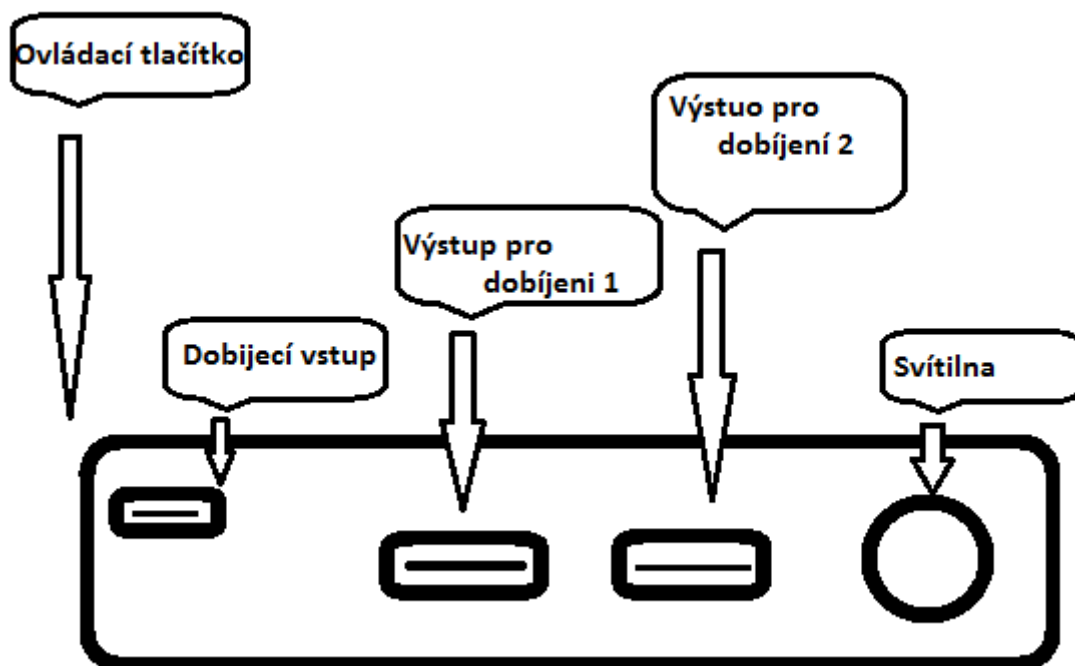 Ovládací tlačítko
Výstuo pro
dobíjení 2
Výstup pro
dobíjeni 1
Dobijecí vstup
Svítilna